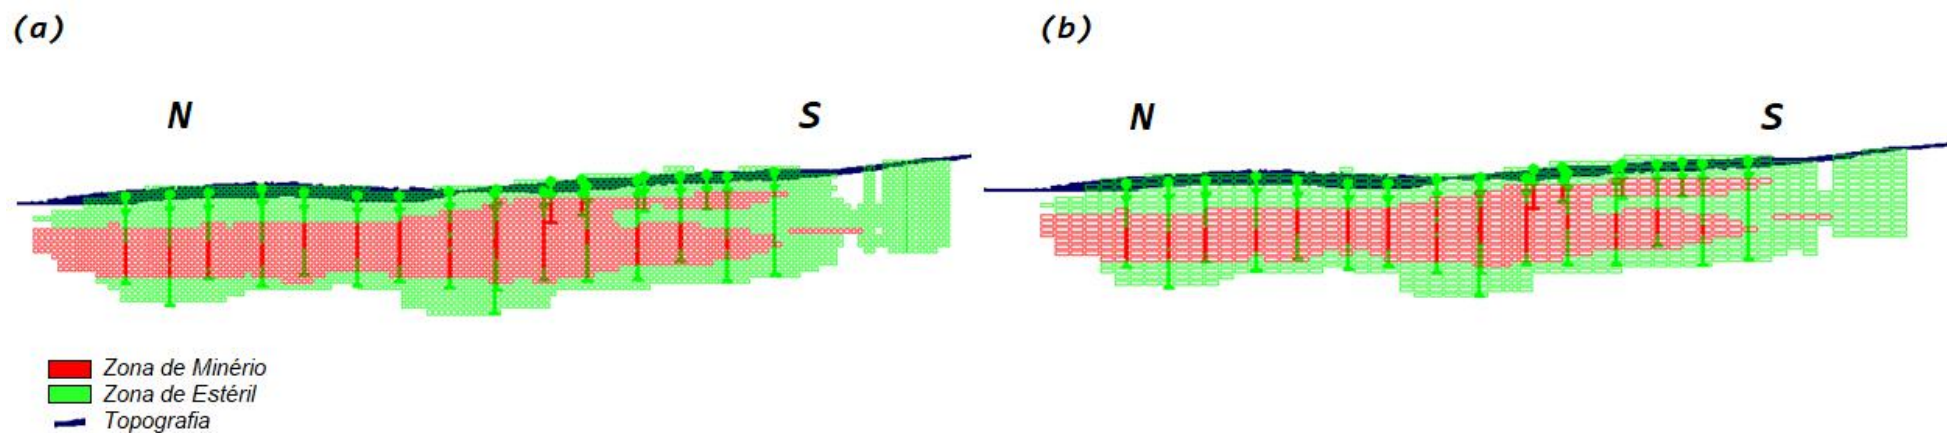 (a)
(b)
N
S
N
S
Zona de Minério
Zona de Estéril
Topografia